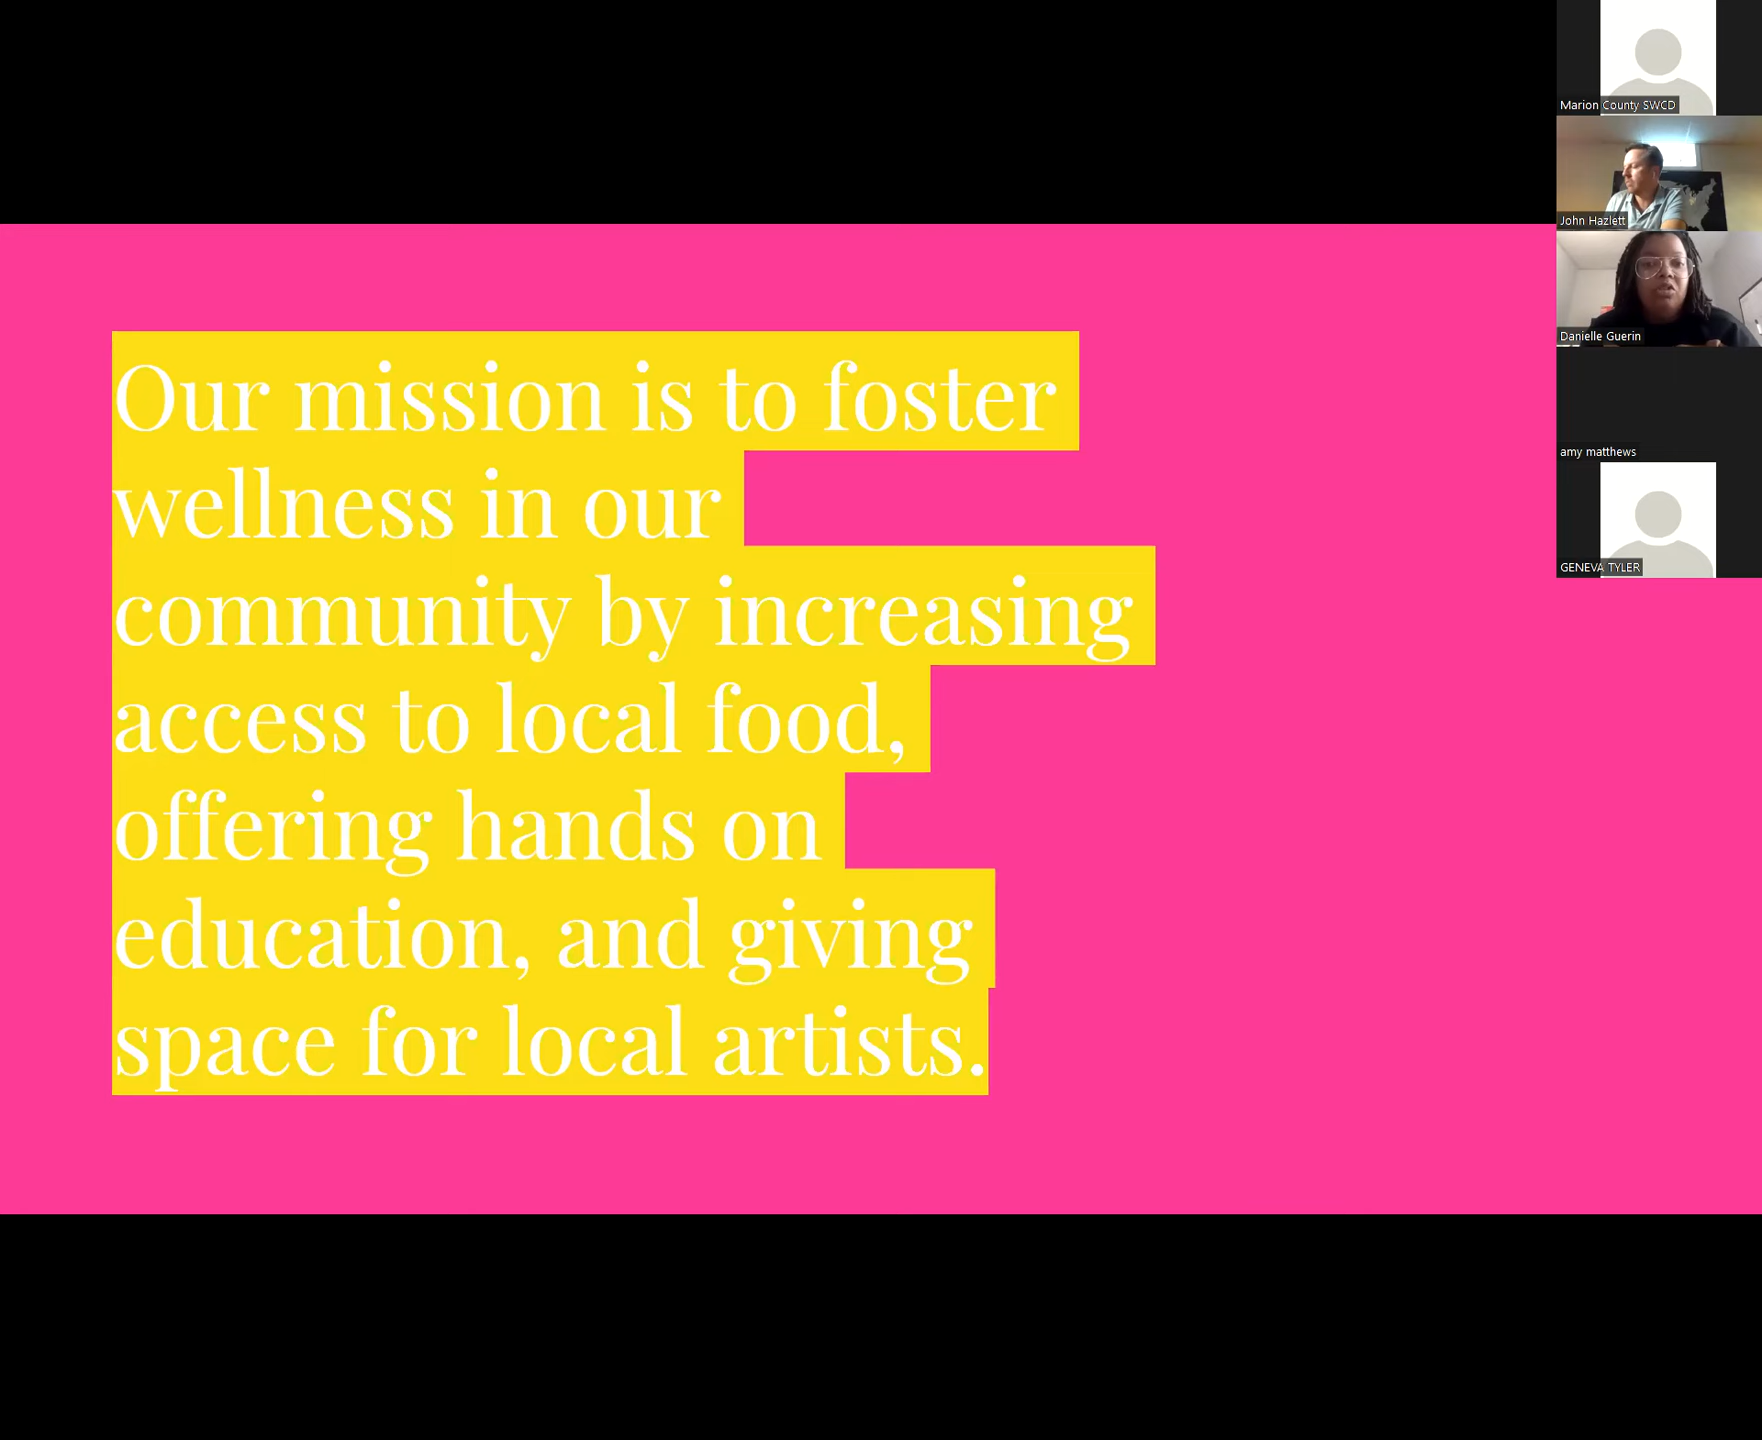 Our mission is to foster
wellness in our
community by increasing
access to local food,
offering hands on
education, and giving
space for local artists.
Marion County SWCD
John Hazlett
Danielle Guerin
amy matthews
GENEVA TYLER